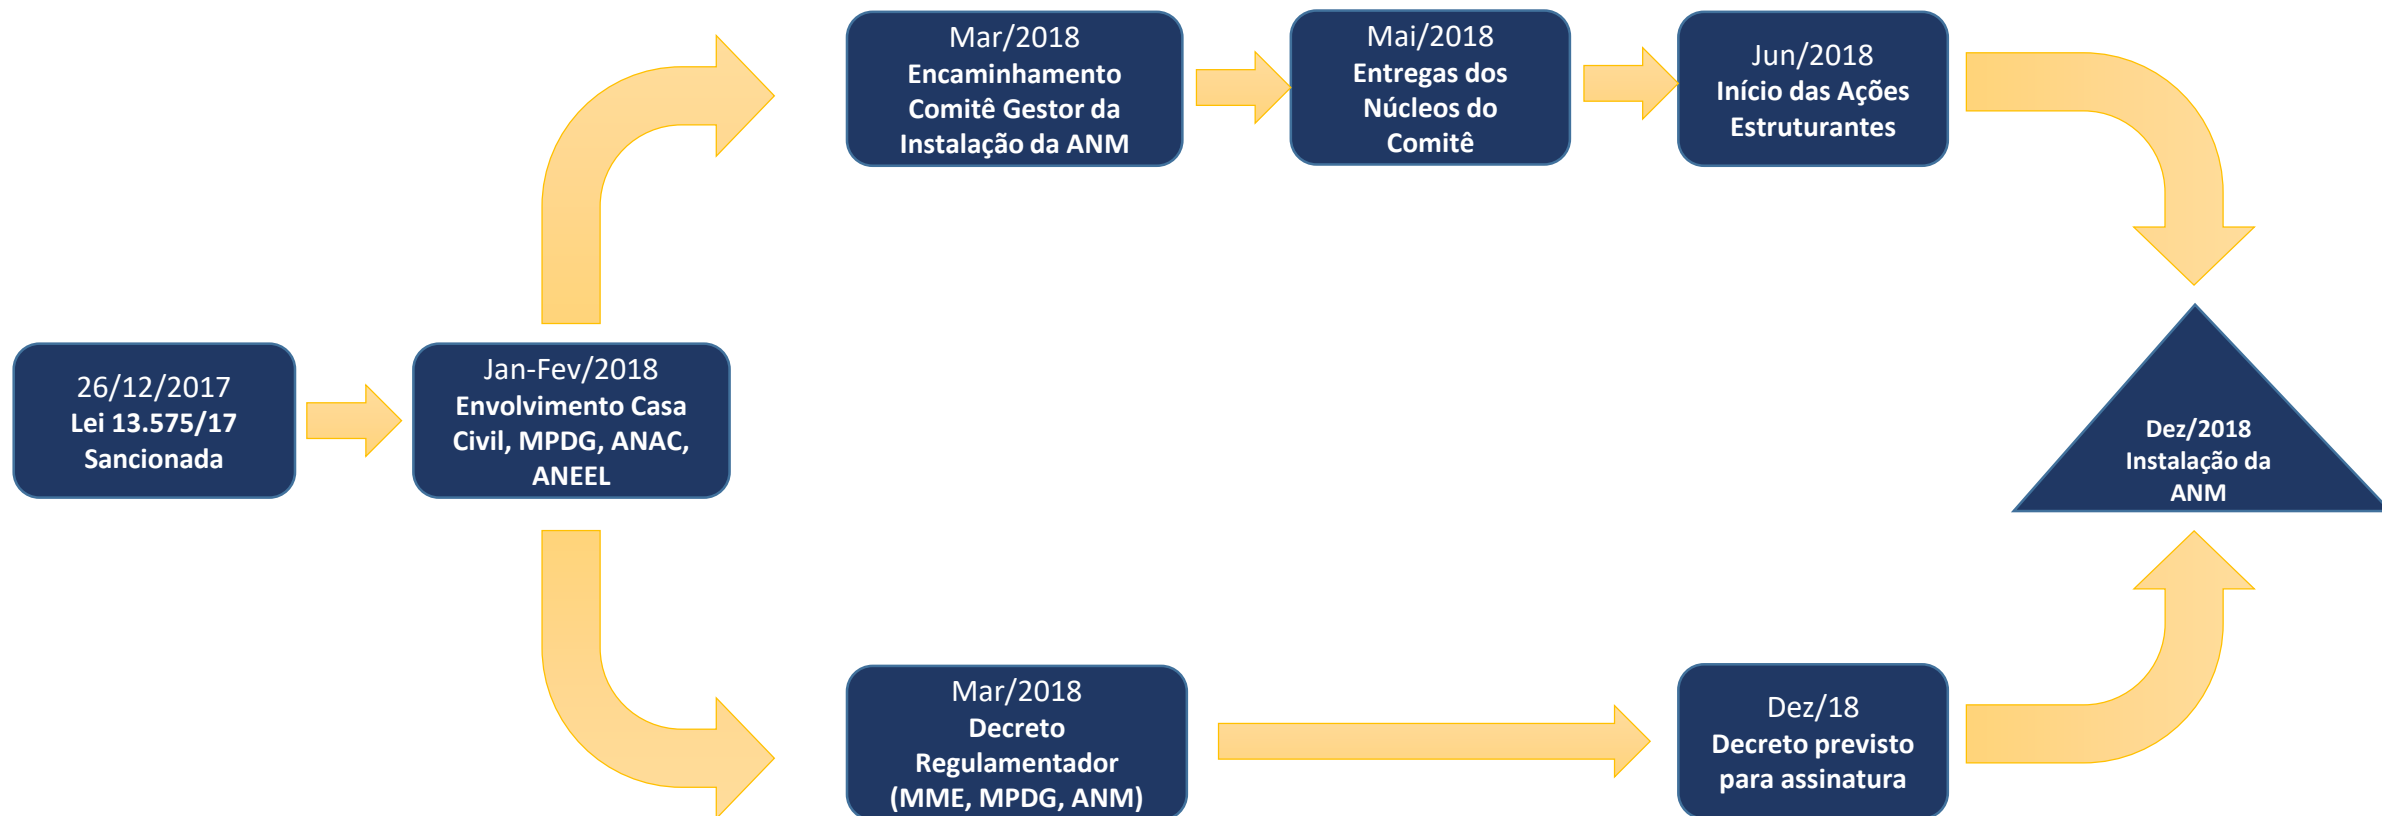 26/12/2017
Lei 13.575/17
Sancionada
Jan-Fev/2018
Envolvimento Casa
Civil, MPDG, ANAC,
ANEEL
Mar/2018
Encaminhamento
Comitê Gestor da
Instalação da ANM
Mai/2018
Entregas dos
Núcleos do
Comitê
Jun/2018
Início das Ações
Estruturantes
Mar/2018
Decreto
Regulamentador
(MME, MPDG, ANM)
Dez/18
Decreto previsto
para assinatura
Dez/2018
Instalação da
ANM